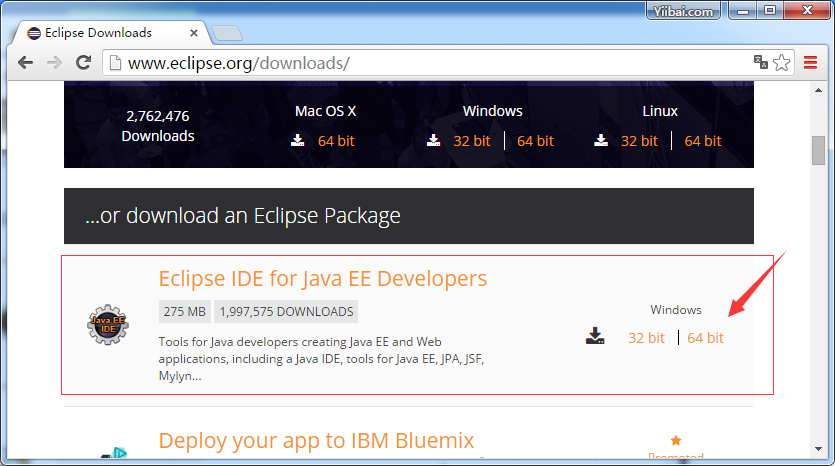 Yiibai.com
Eclipse Downloads
www.eclipse.org/downloads/
2,762,476
Downloads
Mac OS X
64 bit
Windows
32 bit
64 bit
Linux
32 bit
64 bit
...or download an Eclipse Package
Eclipse IDE for Java EE Developers
275 MB
1,997,575 DOWNLOADS
Tools for Java developers creating Java EE and Web
applications, including a Java IDE, tools for Java EE, JPA, JSF,
Mylyn...
Java EE
IDE
Windows
32 bit
64 bit
Deploy your app to IBM Bluemix
Promoted